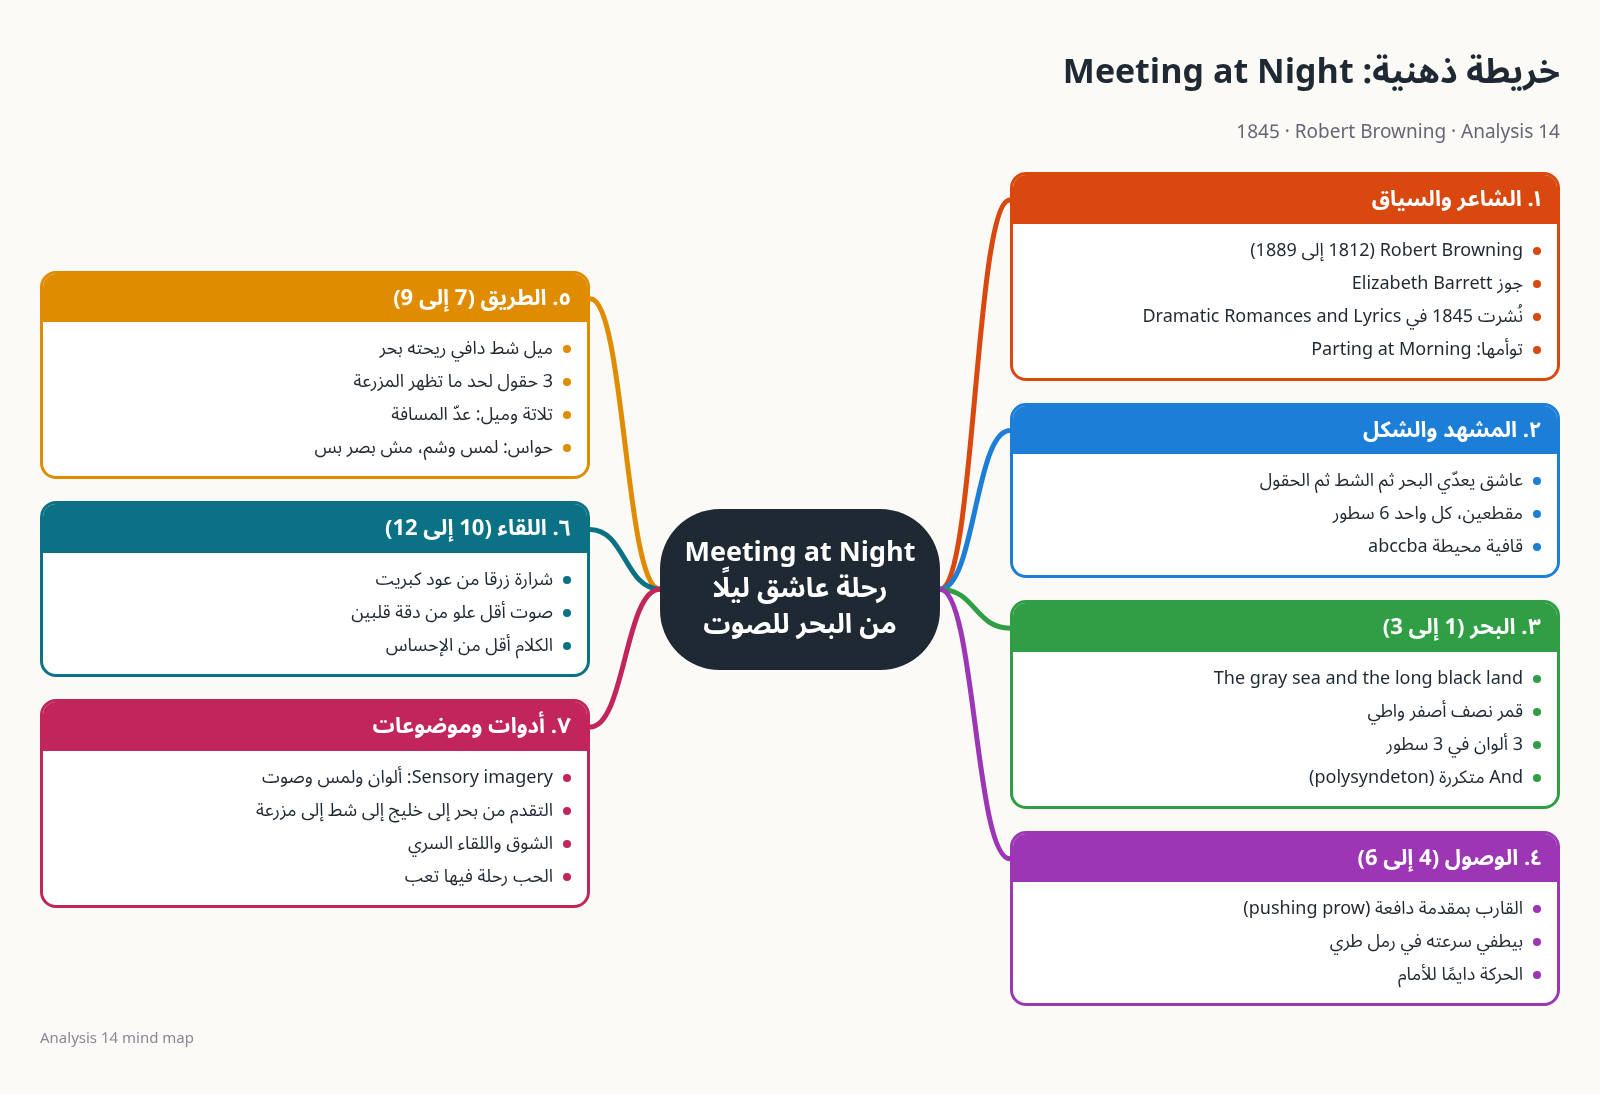 خريطة ذهنية: Meeting at Night
1845 · Robert Browning · Analysis 14
١. الشاعر والسياق
Robert Browning (1812 إلى 1889)
جوز Elizabeth Barrett
نُشرت 1845 في Dramatic Romances and Lyrics
توأمها: Parting at Morning
٢. المشهد والشكل
عاشق يعدّي البحر ثم الشط ثم الحقول
مقطعين، كل واحد 6 سطور
قافية محيطة abccba
٣. البحر (1 إلى 3)
The gray sea and the long black land
قمر نصف أصفر واطي
3 ألوان في 3 سطور
And متكررة (polysyndeton)
٤. الوصول (4 إلى 6)
القارب بمقدمة دافعة (pushing prow)
بيطفي سرعته في رمل طري
الحركة دايمًا للأمام
Meeting at Night
رحلة عاشق ليلًا
من البحر للصوت
٥. الطريق (7 إلى 9)
ميل شط دافي ريحته بحر
3 حقول لحد ما تظهر المزرعة
تلاتة وميل: عدّ المسافة
حواس: لمس وشم، مش بصر بس
٦. اللقاء (10 إلى 12)
شرارة زرقا من عود كبريت
صوت أقل علو من دقة قلبين
الكلام أقل من الإحساس
٧. أدوات وموضوعات
Sensory imagery: ألوان ولمس وصوت
التقدم من بحر إلى خليج إلى شط إلى مزرعة
الشوق واللقاء السري
الحب رحلة فيها تعب
Analysis 14 mind map